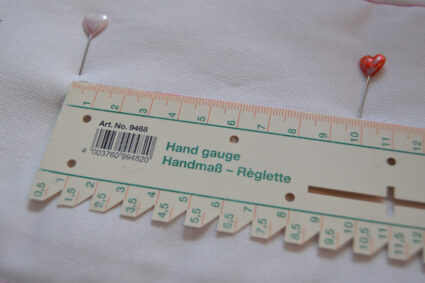 1 2 3 4 5 6 7 8 9 10 11 12
Art. No. 9468
4 003760 994820
Hand gauge
Handmaß – Règlette
0,5 1 1,5 2 2,5 3 3,5 4 4,5 5 5,5 6 6,5 7 7,5 8 8,5 9 9,5 10 10,5 11 11,5 12